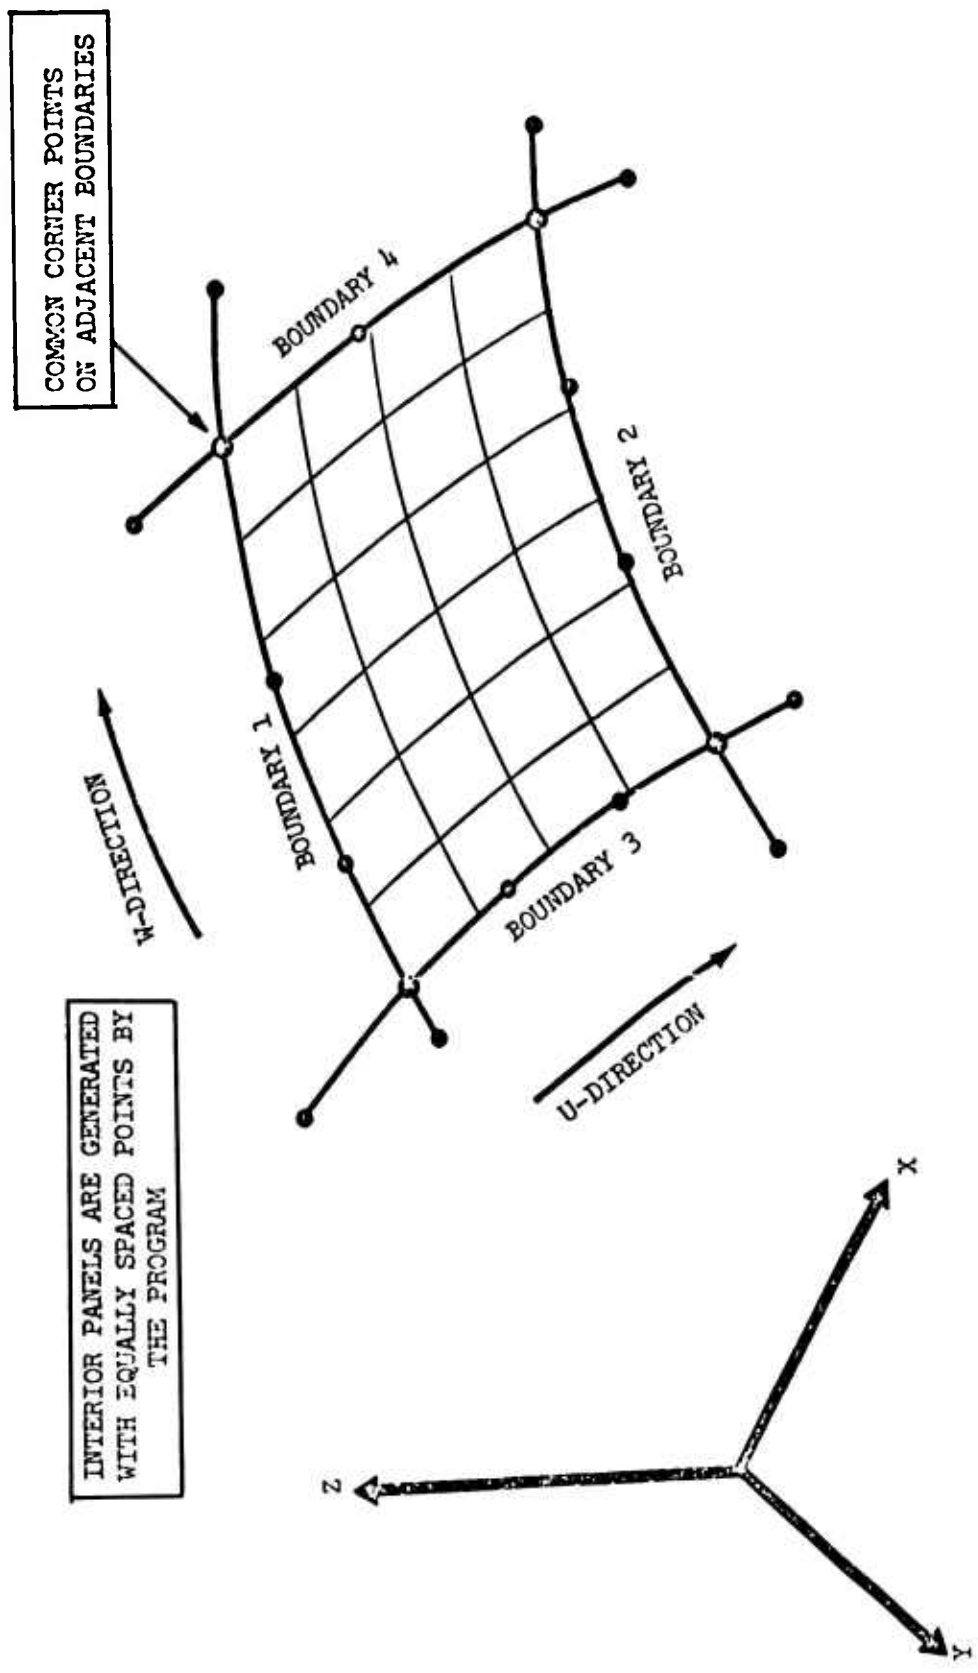 COMMON CORNER POINTS
ON ADJACENT BOUNDARIES
BOUNDARY 4
BOUNDARY 2
BOUNDARY 1
W-DIRECTION
BOUNDARY 3
U-DIRECTION
INTERIOR PANELS ARE GENERATED
WITH EQUALLY SPACED POINTS BY
THE PROGRAM
Z
X
Y